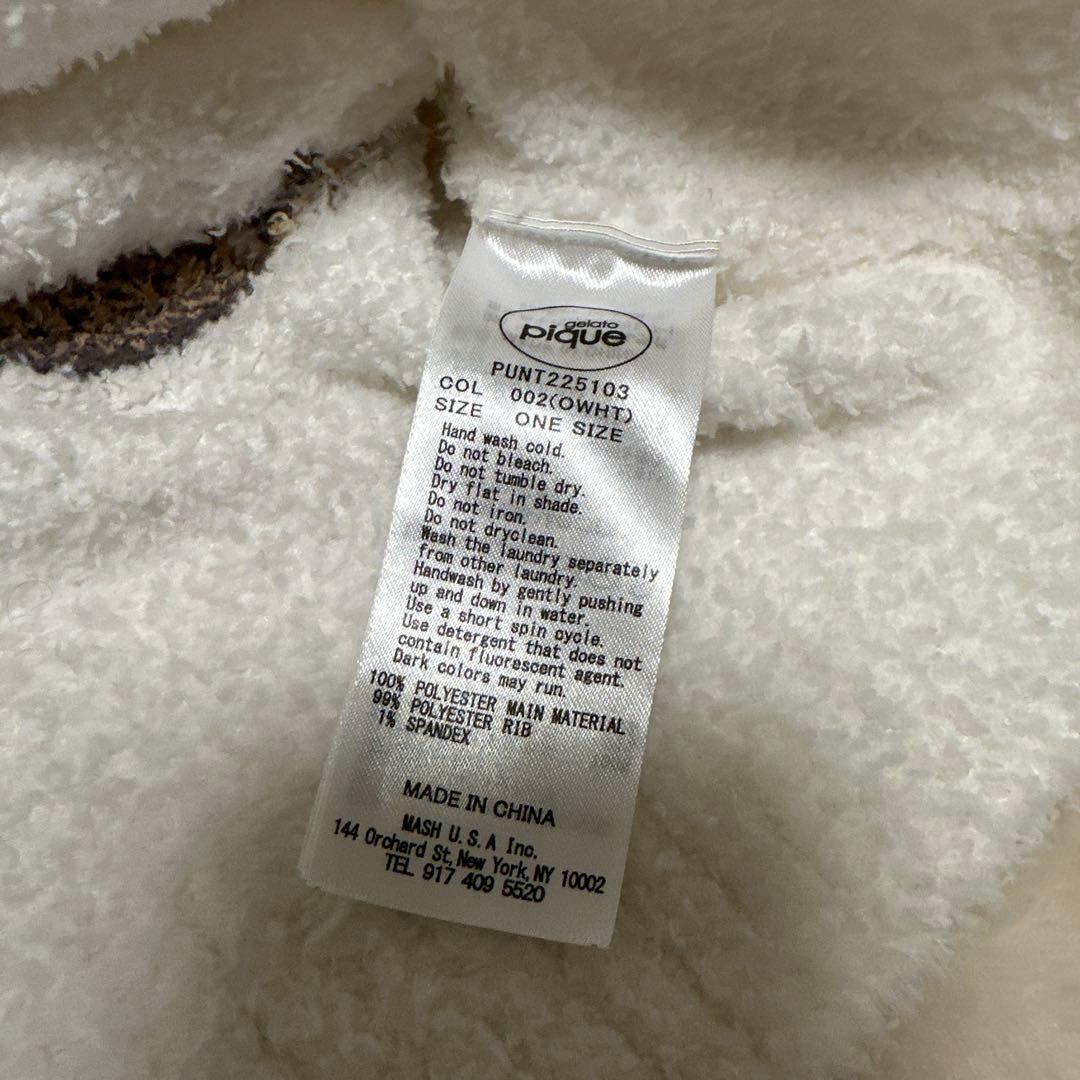 gelato
pique
PUNT225103
COL 002(OWHT)
SIZE ONE SIZE
Hand wash cold.
Do not bleach.
Do not tumble dry.
Dry flat in shade.
Do not iron.
Do not dryclean.
Wash the laundry separately
from other laundry.
Handwash by gently pushing
up and down in water.
Use a short spin cycle.
Use detergent that does not
contain fluorescent agent.
Dark colors may run.
100% POLYESTER MAIN MATERIAL
99% POLYESTER RIB
1% SPANDEX
MADE IN CHINA
MASH U.S.A Inc.
144 Orchard St, New York, NY 10002
TEL 917 409 5520